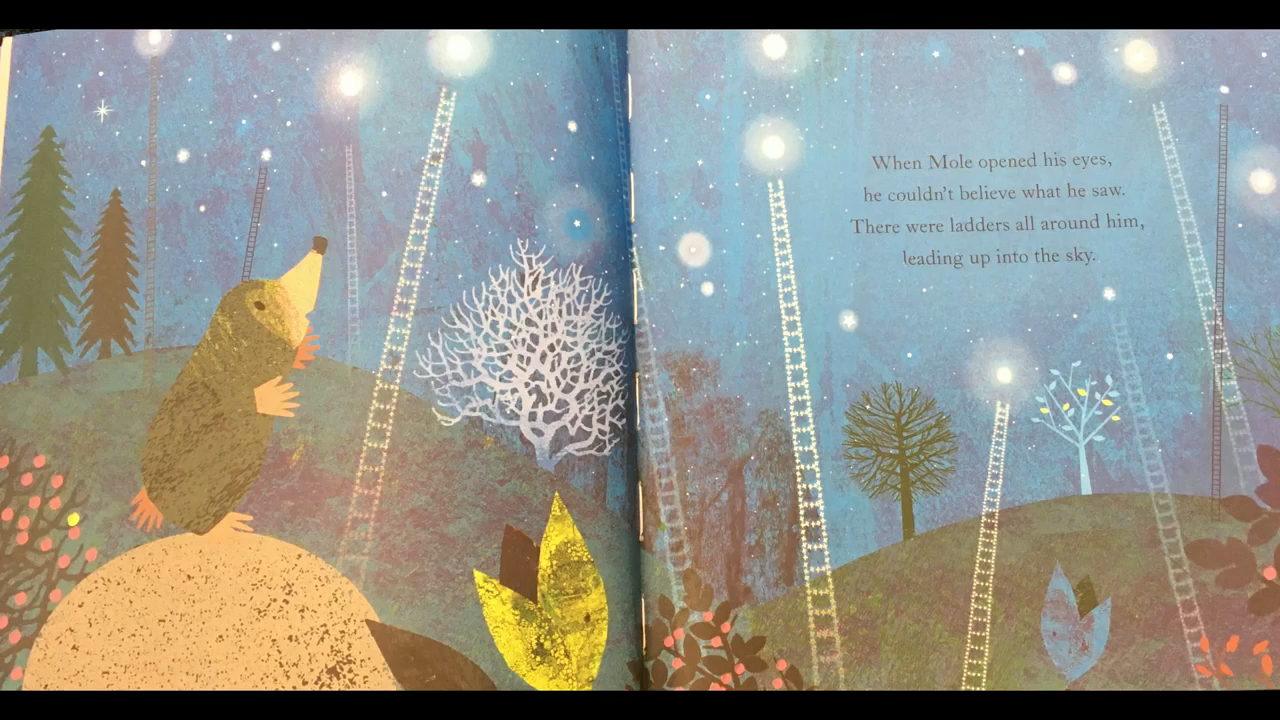 When Mole opened his eyes,
he couldn't believe what he saw.
There were ladders all around him,
leading up into the sky.